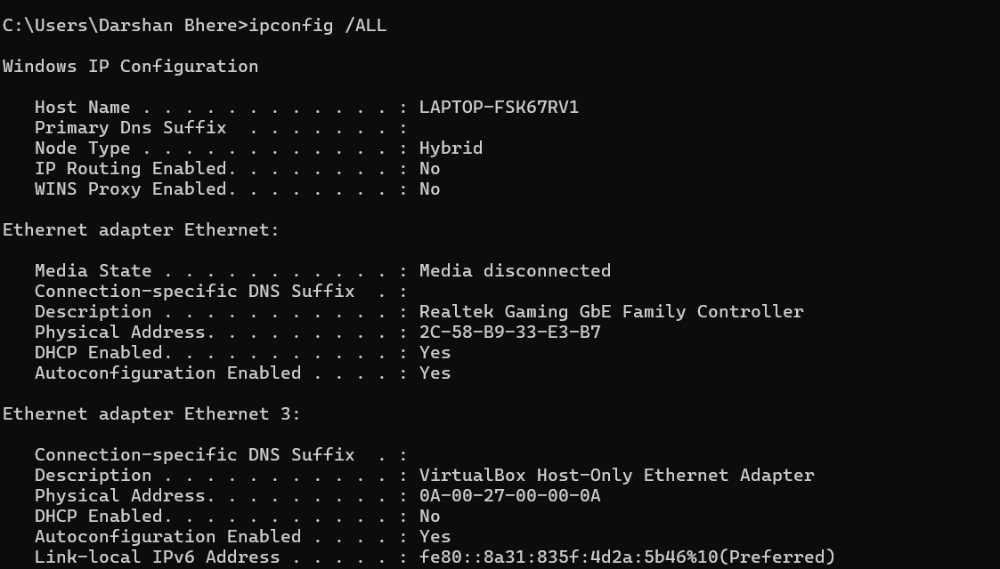 C:\Users\Darshan Bhere>ipconfig /ALL
Windows IP Configuration
Host Name . . . . . . . . . . . . : LAPTOP-FSK67RV1
Primary Dns Suffix  . . . . . . . :
Node Type . . . . . . . . . . . . : Hybrid
IP Routing Enabled. . . . . . . . : No
WINS Proxy Enabled. . . . . . . . : No
Ethernet adapter Ethernet:
Media State . . . . . . . . . . . : Media disconnected
Connection-specific DNS Suffix  . :
Description . . . . . . . . . . . : Realtek Gaming GbE Family Controller
Physical Address. . . . . . . . . : 2C-58-B9-33-E3-B7
DHCP Enabled. . . . . . . . . . . : Yes
Autoconfiguration Enabled . . . . : Yes
Ethernet adapter Ethernet 3:
Connection-specific DNS Suffix  . :
Description . . . . . . . . . . . : VirtualBox Host-Only Ethernet Adapter
Physical Address. . . . . . . . . : 0A-00-27-00-00-0A
DHCP Enabled. . . . . . . . . . . : No
Autoconfiguration Enabled . . . . : Yes
Link-local IPv6 Address . . . . . : fe80::8a31:835f:4d2a:5b46%10(Preferred)